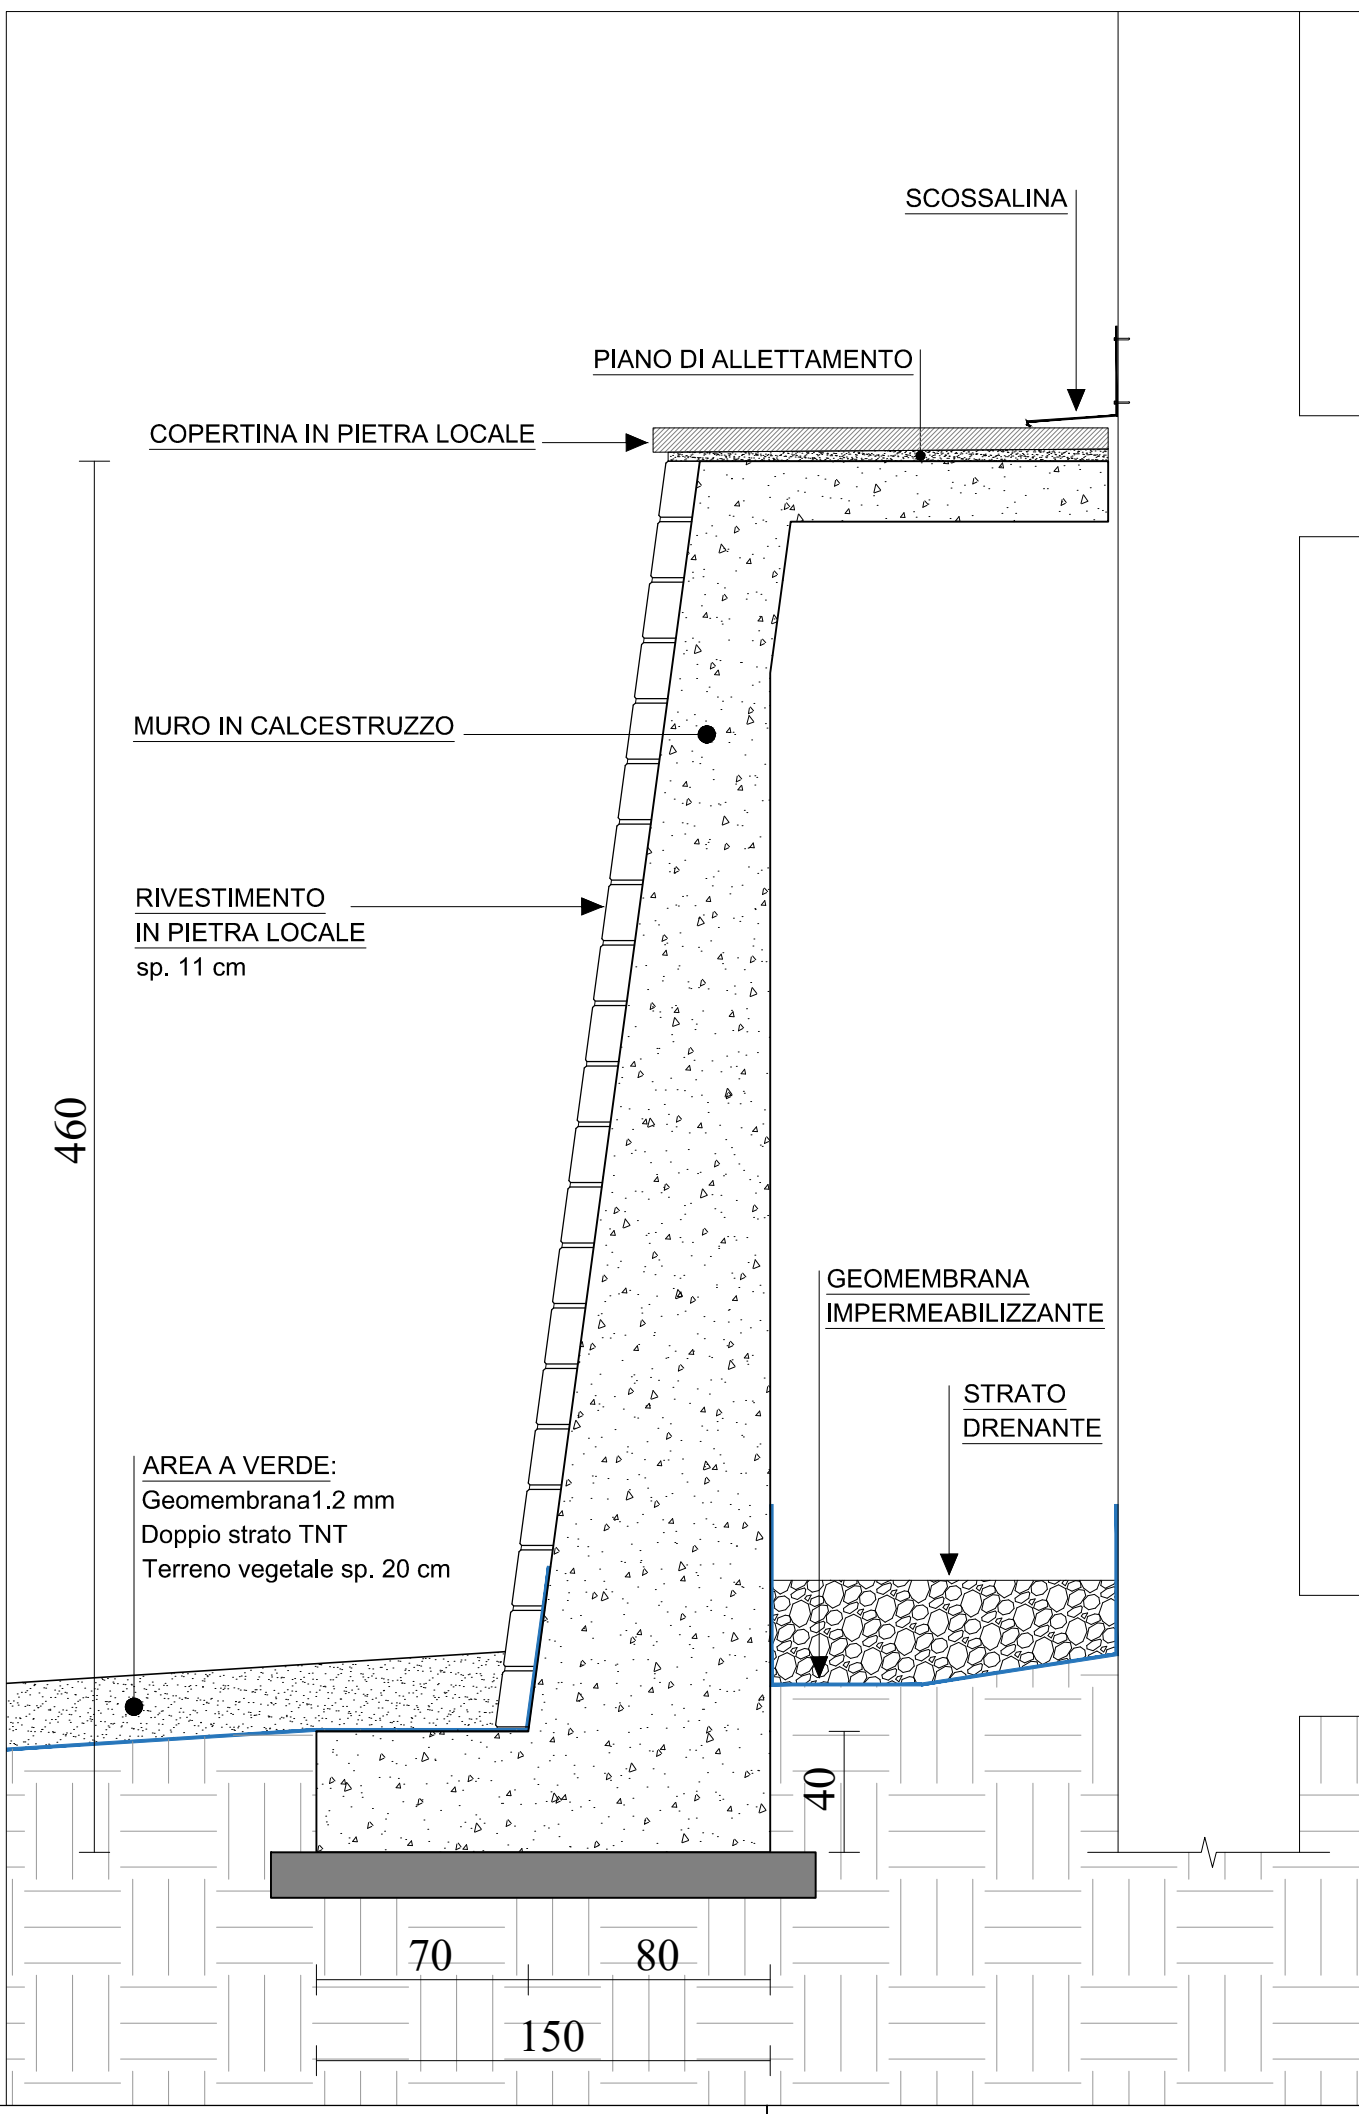 SCOSSALINA
PIANO DI ALLETTAMENTO
COPERTINA IN PIETRA LOCALE
MURO IN CALCESTRUZZO
RIVESTIMENTO
IN PIETRA LOCALE
sp. 11 cm
460
GEOMEMBRANA
IMPERMEABILIZZANTE
STRATO
DRENANTE
AREA A VERDE:
Geomembrana1.2 mm
Doppio strato TNT
Terreno vegetale sp. 20 cm
40
70
80
150